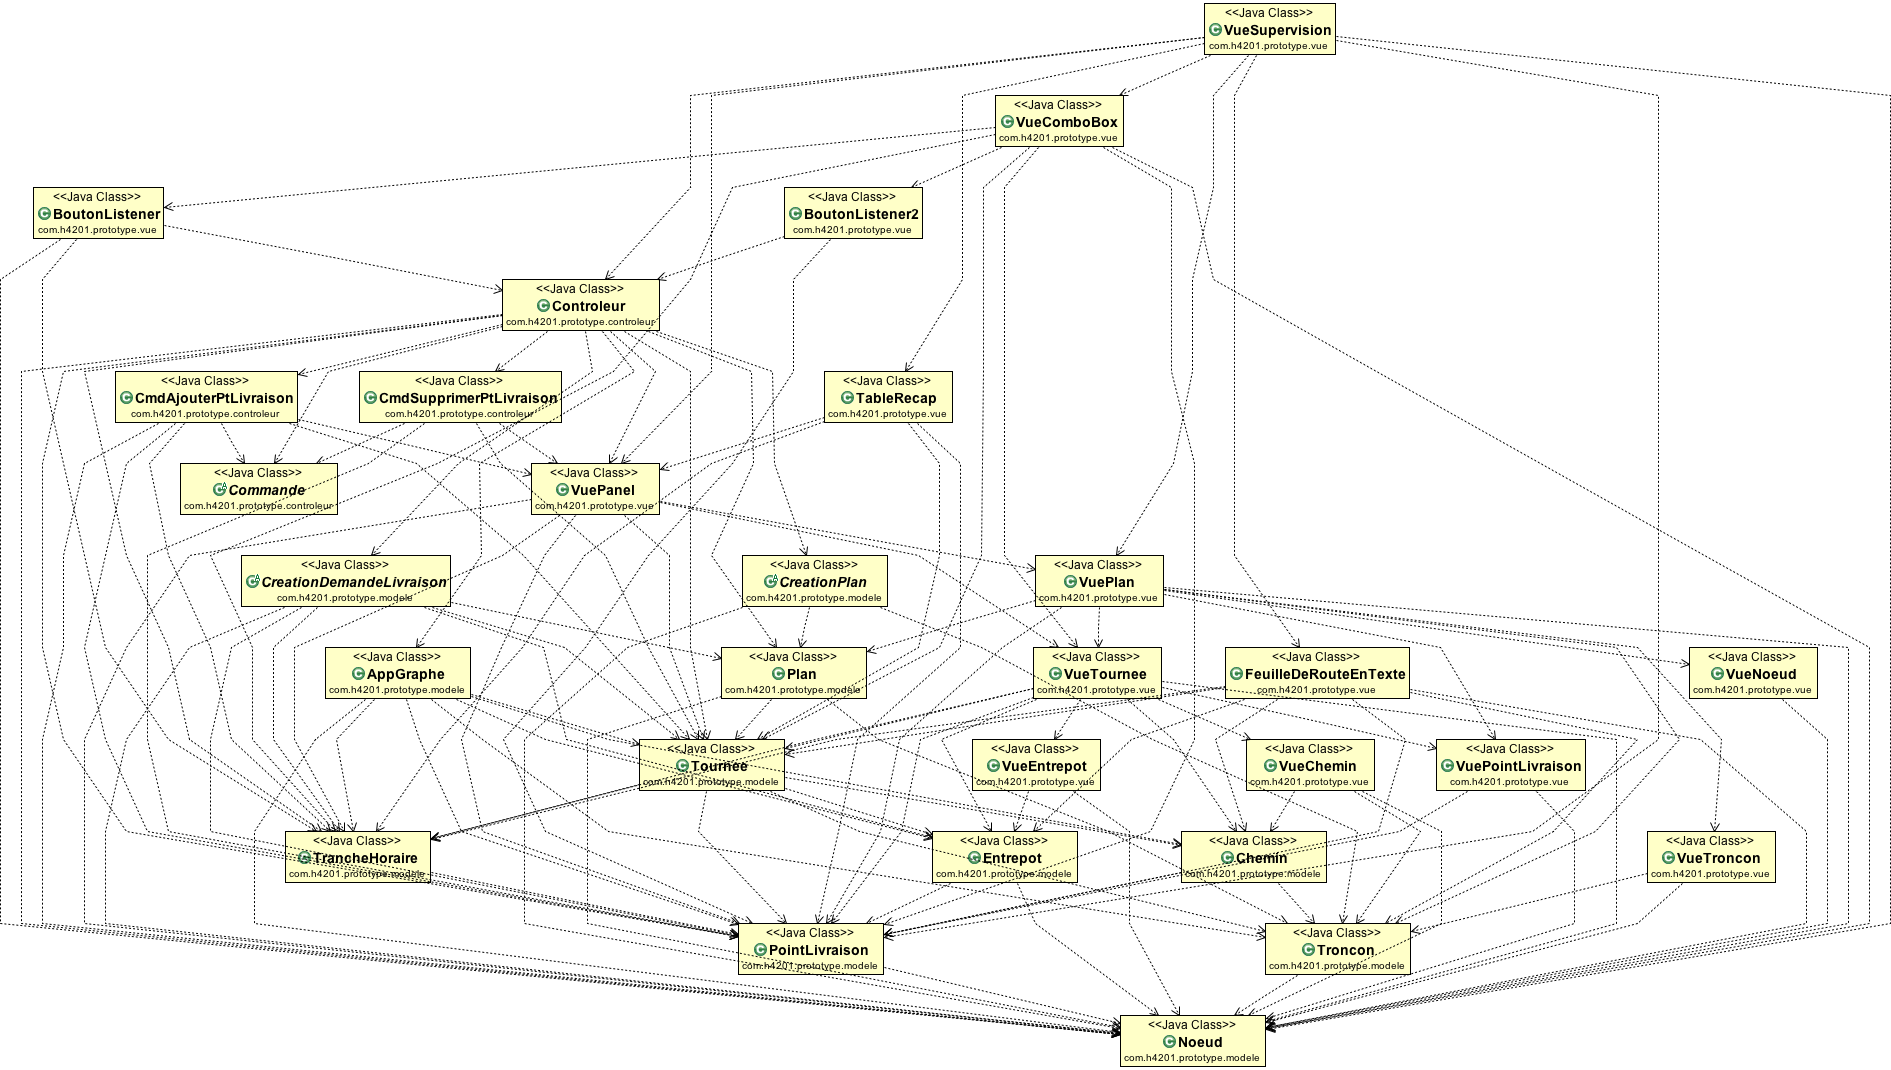 <<Java Class>>
VueSupervision
com.h4201.prototype.vue
<<Java Class>>
VueComboBox
com.h4201.prototype.vue
<<Java Class>>
BoutonListener
com.h4201.prototype.vue
<<Java Class>>
BoutonListener2
com.h4201.prototype.vue
<<Java Class>>
Controleur
com.h4201.prototype.controleur
<<Java Class>>
CmdAjouterPtLivraison
com.h4201.prototype.controleur
<<Java Class>>
CmdSupprimerPtLivraison
com.h4201.prototype.controleur
<<Java Class>>
TableRecap
com.h4201.prototype.vue
<<Java Class>>
Commande
com.h4201.prototype.controleur
<<Java Class>>
VuePanel
com.h4201.prototype.vue
<<Java Class>>
CreationDemandeLivraison
com.h4201.prototype.modele
<<Java Class>>
CreationPlan
com.h4201.prototype.modele
<<Java Class>>
VuePlan
com.h4201.prototype.vue
<<Java Class>>
AppGraphe
com.h4201.prototype.modele
<<Java Class>>
Plan
com.h4201.prototype.modele
<<Java Class>>
VueTournee
com.h4201.prototype.vue
<<Java Class>>
FeuilleDeRouteEnTexte
com.h4201.prototype.vue
<<Java Class>>
VueNoeud
com.h4201.prototype.vue
<<Java Class>>
Tournee
com.h4201.prototype.modele
<<Java Class>>
VueEntrepot
com.h4201.prototype.vue
<<Java Class>>
VueChemin
com.h4201.prototype.vue
<<Java Class>>
VuePointLivraison
com.h4201.prototype.vue
<<Java Class>>
TrancheHoraire
com.h4201.prototype.modele
<<Java Class>>
Entrepot
com.h4201.prototype.modele
<<Java Class>>
Chemin
com.h4201.prototype.modele
<<Java Class>>
VueTroncon
com.h4201.prototype.vue
<<Java Class>>
PointLivraison
com.h4201.prototype.modele
<<Java Class>>
Troncon
com.h4201.prototype.modele
<<Java Class>>
Noeud
com.h4201.prototype.modele